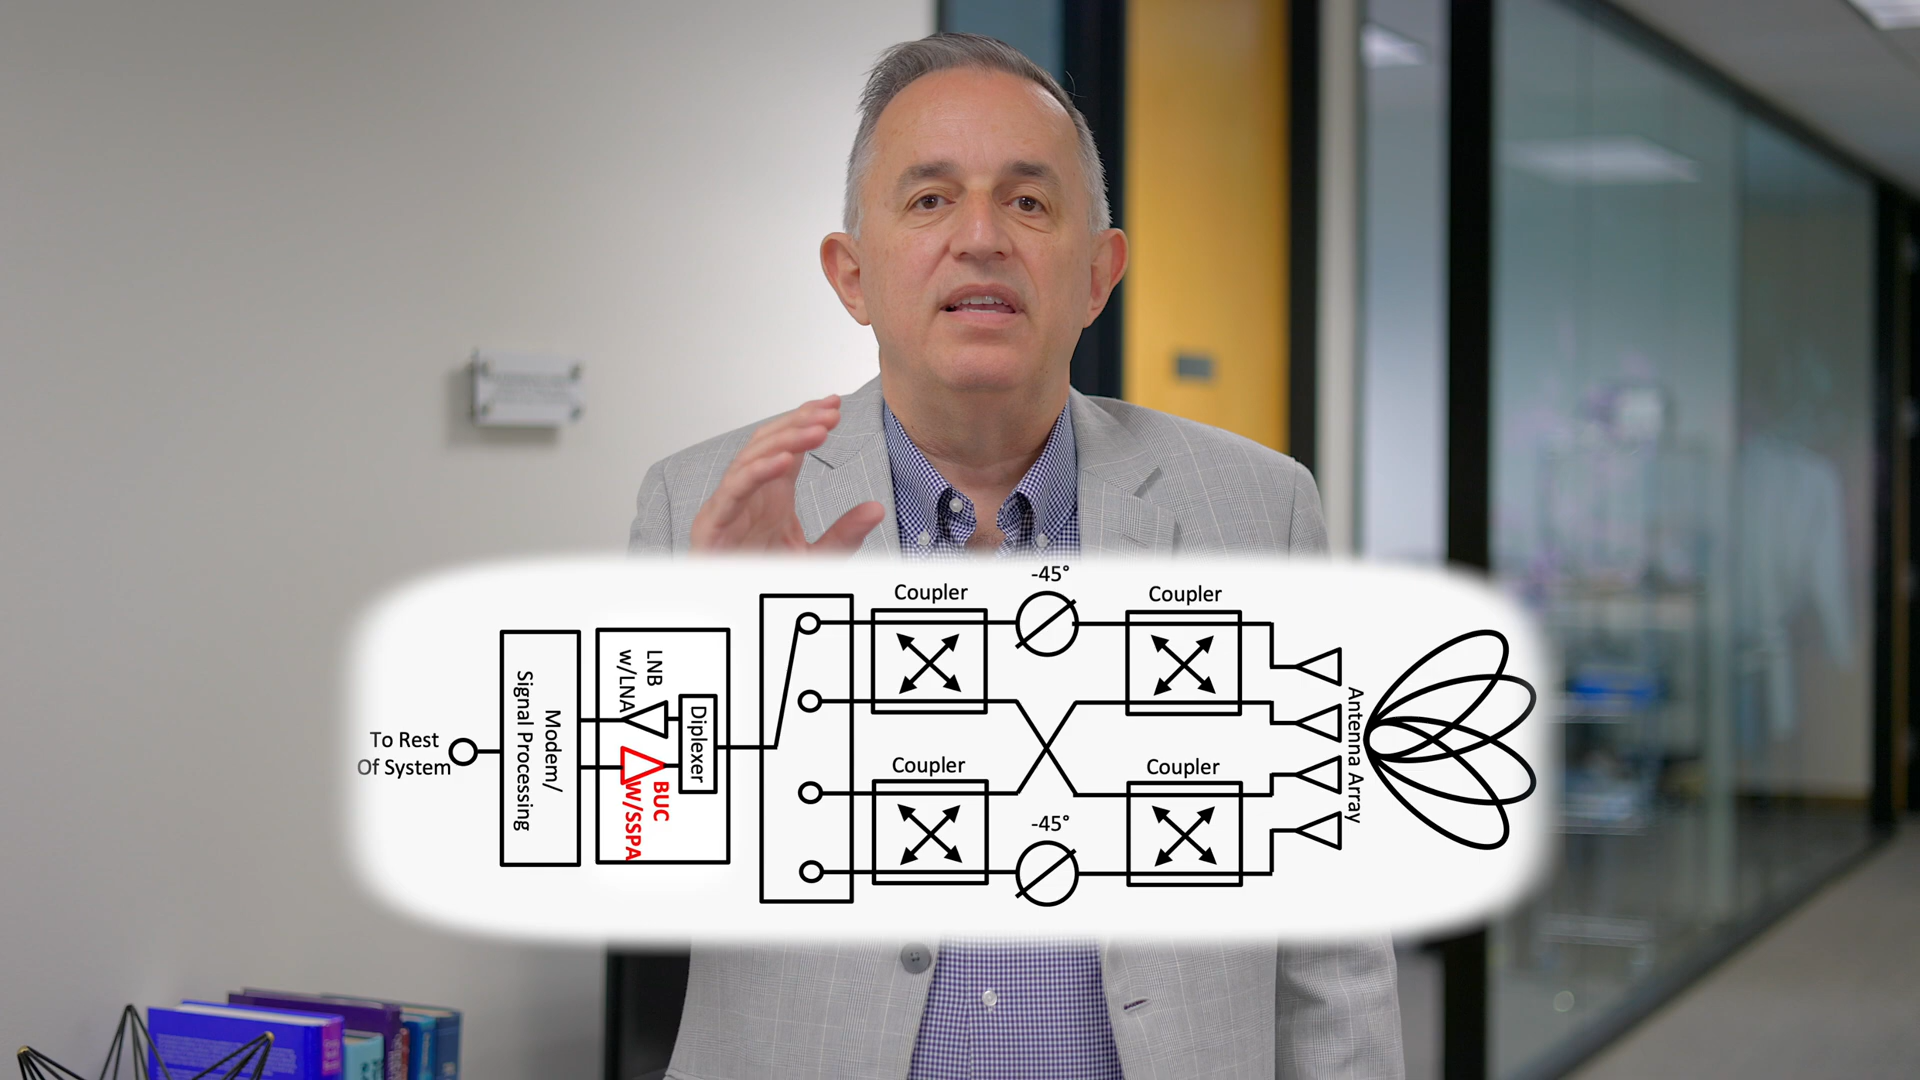 To Rest
Of System
Modem/
Signal Processing
LNB
w/LNA
BUC
W/SSPA
Diplexer
Coupler
-45°
Coupler
Coupler
-45°
Coupler
Antenna Array